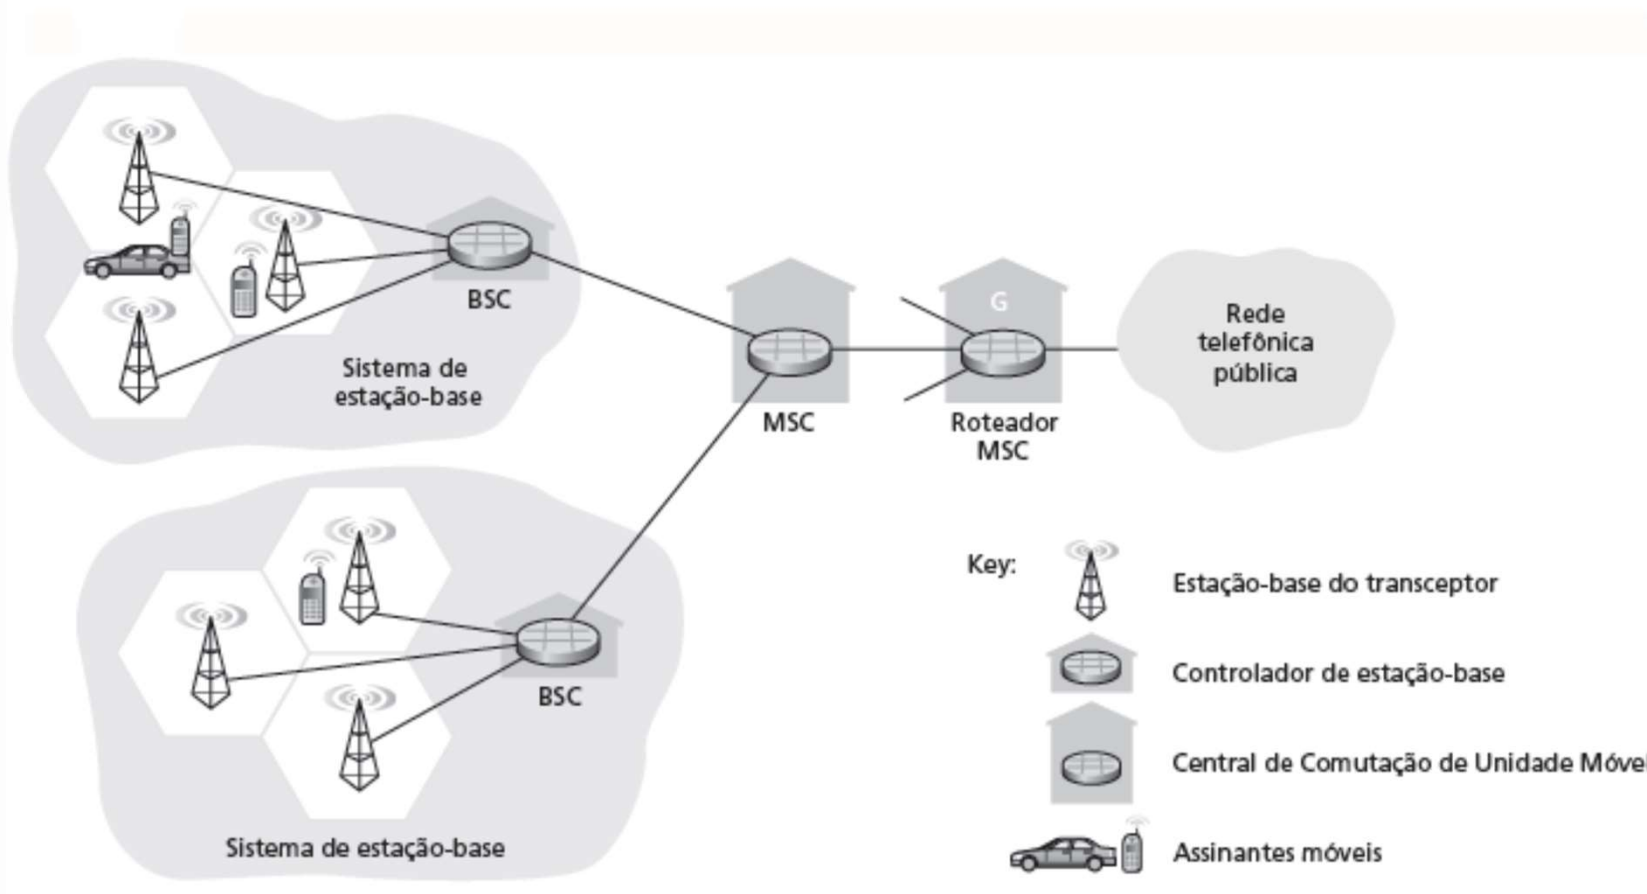 BSC
Sistema de
estação-base
MSC
G
Roteador
MSC
Rede
telefônica
pública
BSC
Sistema de estação-base
Key:
Estação-base do transceptor
Controlador de estação-base
Central de Comutação de Unidade Móvel
Assinantes móveis